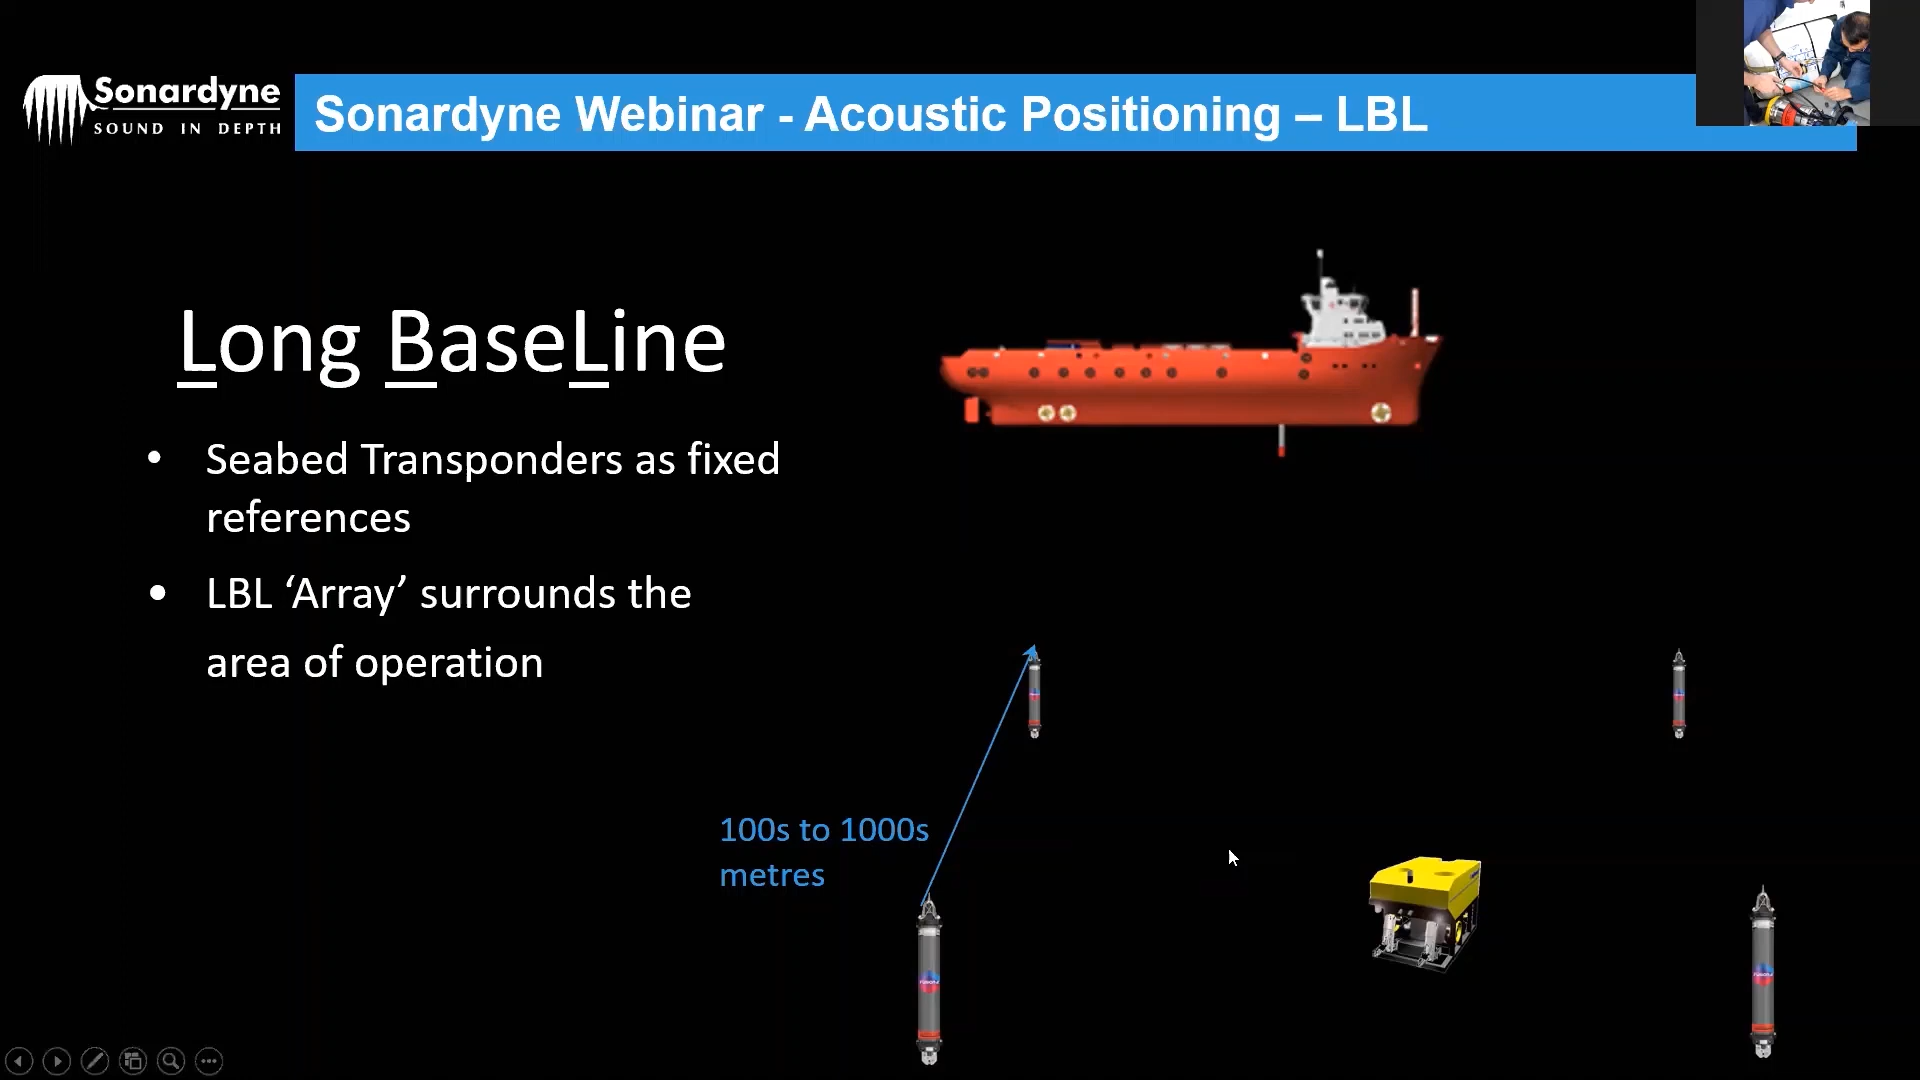 Sonardyne
SOUND IN DEPTH
Sonardyne Webinar - Acoustic Positioning – LBL
Long BaseLine
• Seabed Transponders as fixed
references
• LBL ‘Array’ surrounds the
area of operation
100s to 1000s
metres